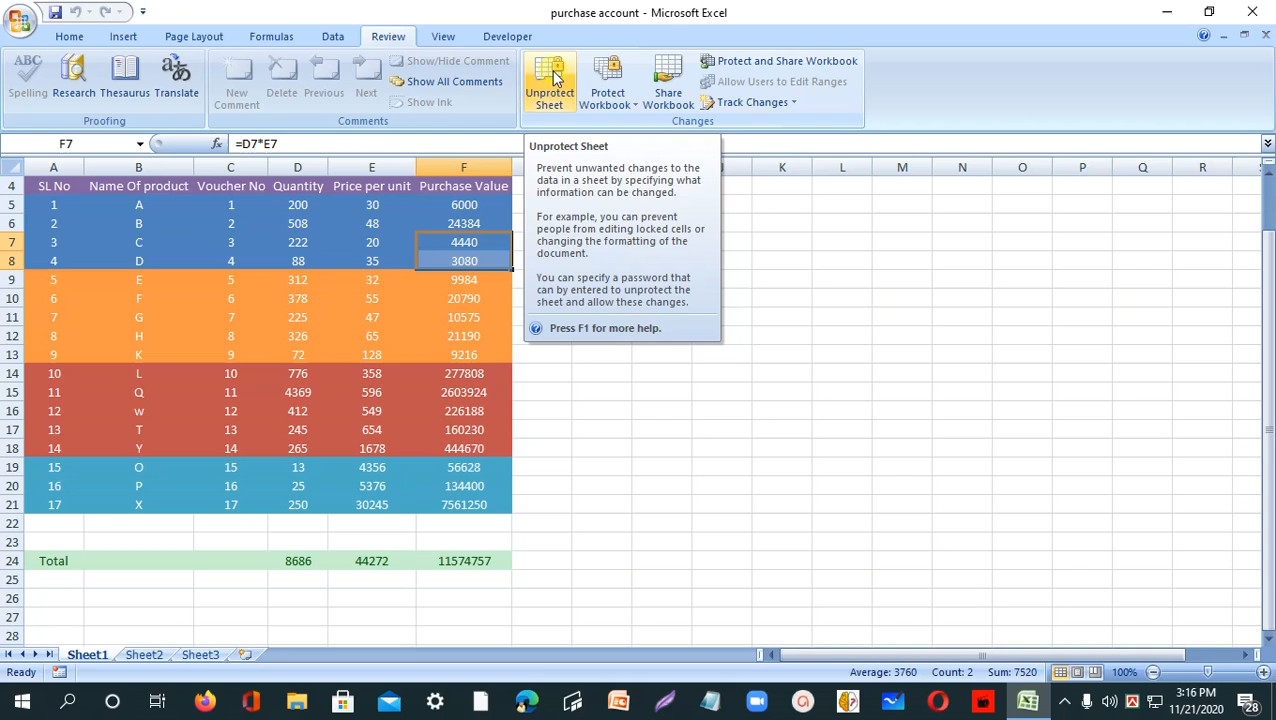 purchase account - Microsoft Excel
Home Insert Page Layout Formulas Data Review View Developer
ABC
Spelling Research Thesaurus Translate
Proofing
New Comment Delete Previous Next
Show/Hide Comment
Show All Comments
Show Ink
Comments
Unprotect Sheet
Protect Workbook
Share Workbook
Protect and Share Workbook
Allow Users to Edit Ranges
Track Changes
Changes
F7 fx =D7*E7
Unprotect Sheet
Prevent unwanted changes to the
data in a sheet by specifying what
information can be changed.
For example, you can prevent
people from editing locked cells or
changing the formatting of the
document.
You can specify a password that
can by entered to unprotect the
sheet and allow these changes.
Press F1 for more help.
A B C D E F K L M N O P Q R
4 SL No Name Of product Voucher No Quantity Price per unit Purchase Value
5 1 A 1 200 30 6000
6 2 B 2 508 48 24384
7 3 C 3 222 20 4440
8 4 D 4 88 35 3080
9 5 E 5 312 32 9984
10 6 F 6 378 55 20790
11 7 G 7 225 47 10575
12 8 H 8 326 65 21190
13 9 K 9 72 128 9216
14 10 L 10 776 358 277808
15 11 Q 11 4369 596 2603924
16 12 w 12 412 549 226188
17 13 T 13 245 654 160230
18 14 Y 14 265 1678 444670
19 15 O 15 13 4356 56628
20 16 P 16 25 5376 134400
21 17 X 17 250 30245 7561250
22
23
24 Total 8686 44272 11574757
25
26
27
28
Sheet1 Sheet2 Sheet3
Ready Average: 3760 Count: 2 Sum: 7520 100%
3:16 PM
11/21/2020
28